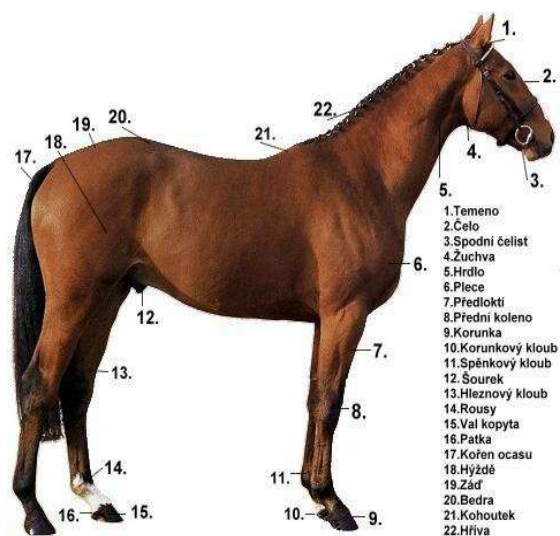 1.
2.
3.
4.
5.
6.
7.
8.
9.
10.
11.
12.
13.
14.
15.
16.
17.
18.
19.
20.
21.
22.
1.Temeno
2.Čelo
3.Spodní čelist
4.Žuchva
5.Hrdlo
6.Plece
7.Předloktí
8.Přední koleno
9.Korunka
10.Korunkový kloub
11.Spěnkový kloub
12.Šourek
13.Hleznový kloub
14.Rousy
15.Val kopyta
16.Patka
17.Kořen ocasu
18.Hýždě
19.Záď
20.Bedra
21.Kohoutek
22.Hříva